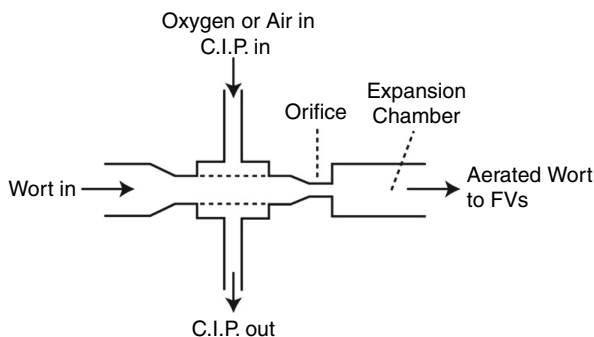 Oxygen or Air in
C.I.P. in
Expansion
Chamber
Orifice
Wort in
Aerated Wort
to FVs
C.I.P. out